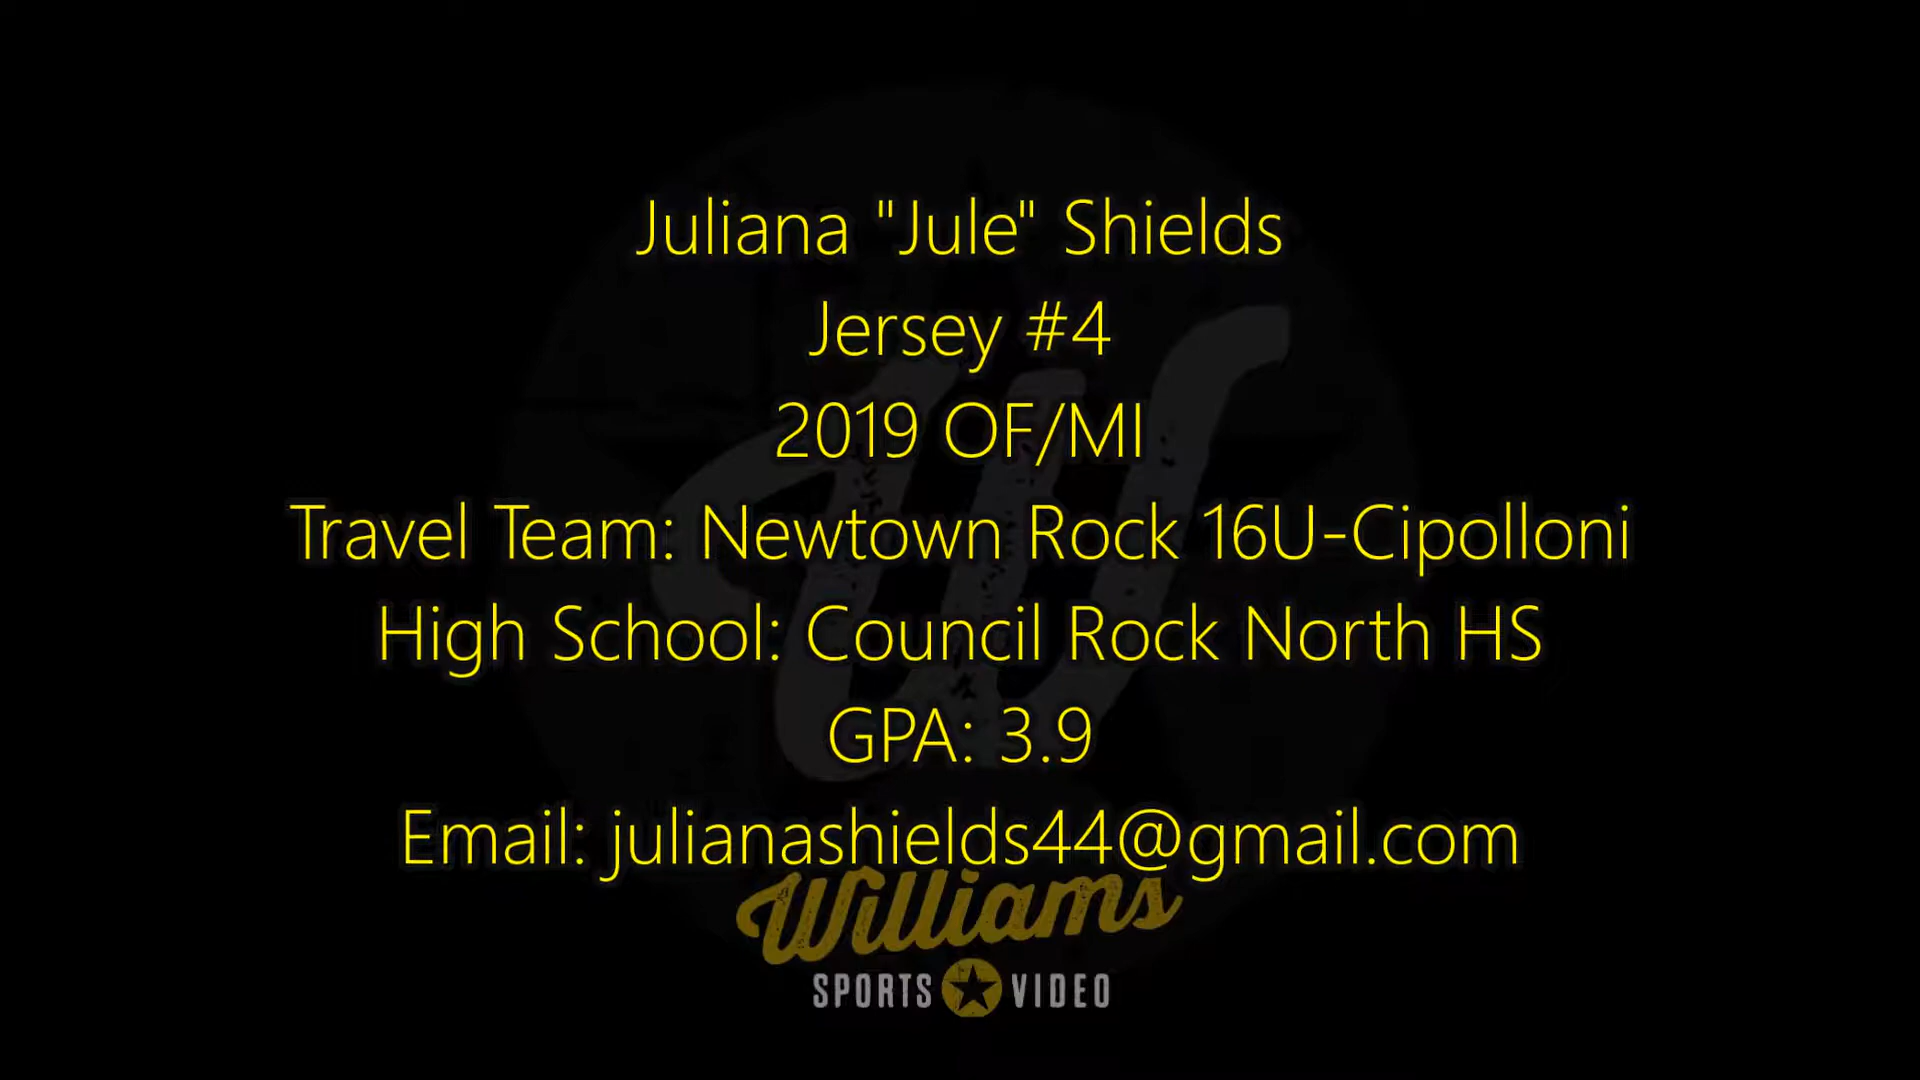 Juliana "Jule" Shields
Jersey #4
2019 OF/MI
Travel Team: Newtown Rock 16U-Cipolloni
High School: Council Rock North HS
GPA: 3.9
Email: julianashields44@gmail.com
Williams
SPORTS VIDEO